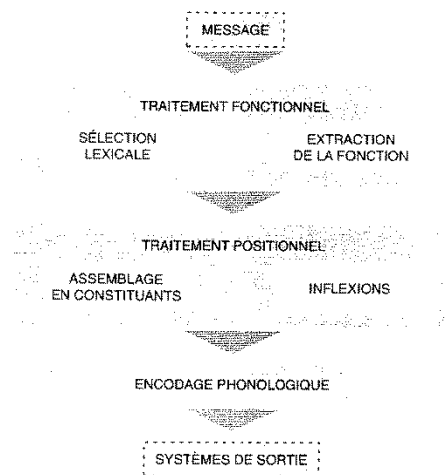 MESSAGE
TRAITEMENT FONCTIONNEL
SÉLECTION
LEXICALE
EXTRACTION
DE LA FONCTION
TRAITEMENT POSITIONNEL
ASSEMBLAGE
EN CONSTITUANTS
INFLEXIONS
ENCODAGE PHONOLOGIQUE
SYSTÈMES DE SORTIE